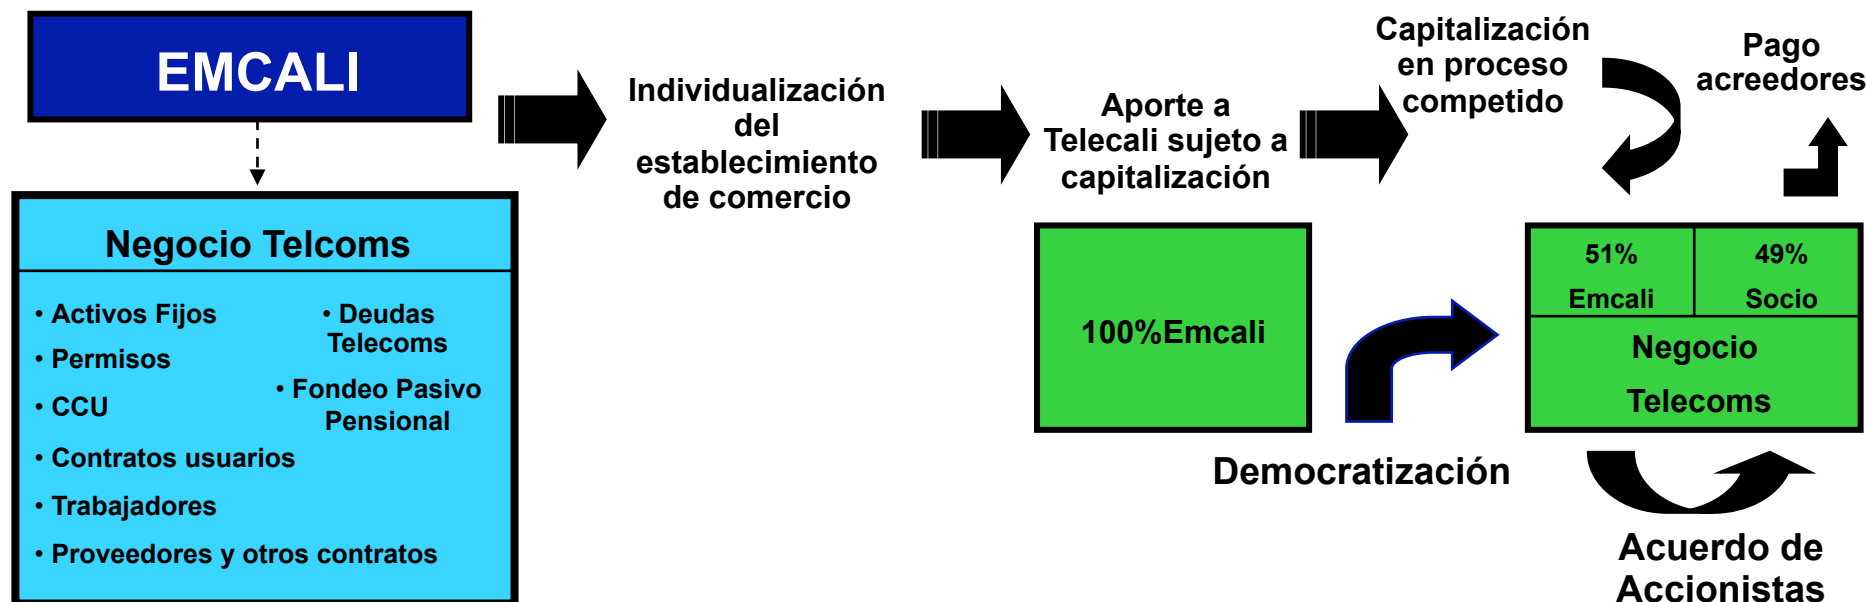 EMCALI
Negocio Telcoms
• Activos Fijos
• Permisos
• CCU
• Contratos usuarios
• Trabajadores
• Proveedores y otros contratos
• Deudas
Telecoms
• Fondeo Pasivo
Pensional
Individualización
del
establecimiento
de comercio
Aporte a
Telecali sujeto a
capitalización
100%Emcali
Democratización
Capitalización
en proceso
competido
Pago
acreedores
51%
Emcali
49%
Socio
Negocio
Telecoms
Acuerdo de
Accionistas